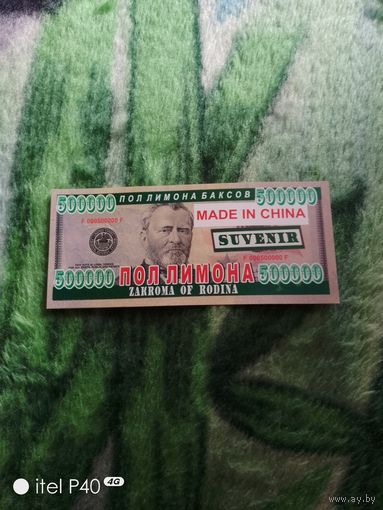 500000 ПОЛ ЛИМОНА БАКСОВ 500000
F 000500000 F
MADE IN CHINA
SUVENIR
F 000500000 F
500000 ПОЛ ЛИМОНА 500000
ZAKROMA OF RODINA
itel P40 4G
www.ay.by